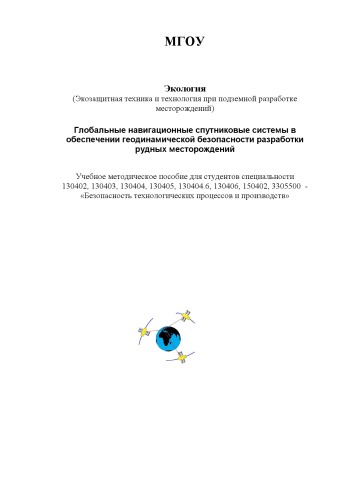 МГОУ
Экология
(Экозащитная техника и технология при подземной разработке
месторождений)
Глобальные навигационные спутниковые системы в
обеспечении геодинамической безопасности разработки
рудных месторождений
Учебное методическое пособие для студентов специальности
130402, 130403, 130404, 130405, 130404.6, 130406, 150402, 3305500 -
«Безопасность технологических процессов и производств»